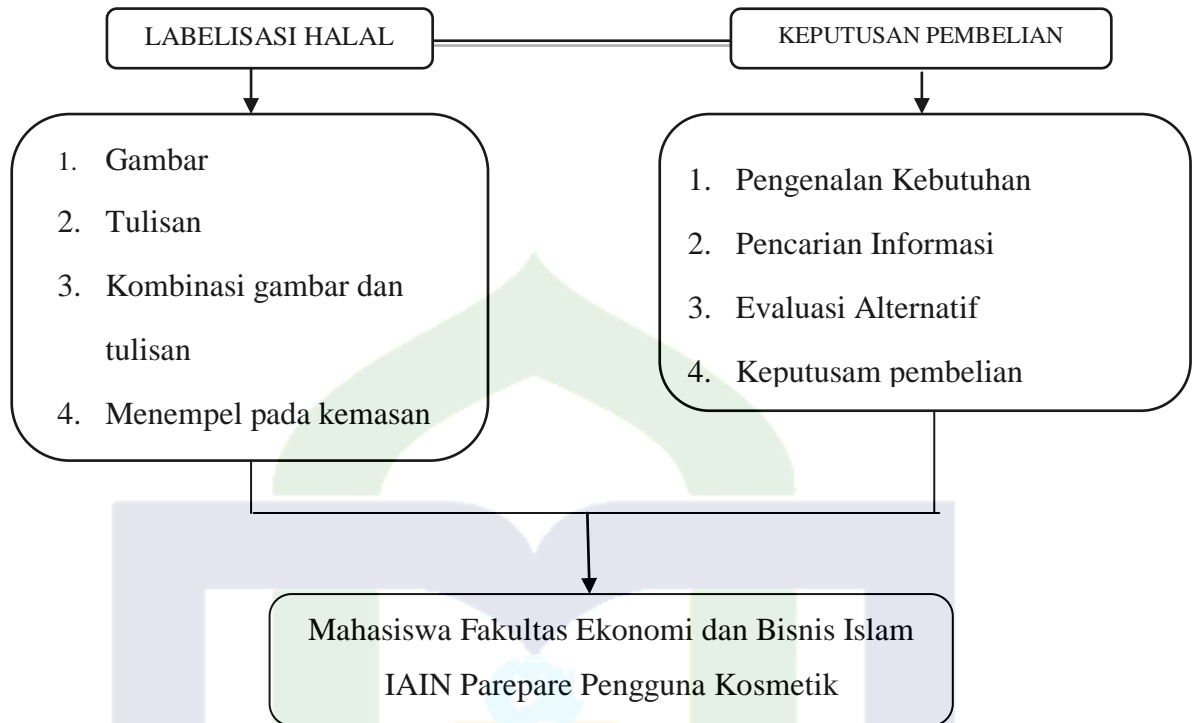 LABELISASI HALAL
KEPUTUSAN PEMBELIAN
1. Gambar
2. Tulisan
3. Kombinasi gambar dan
tulisan
4. Menempel pada kemasan
1. Pengenalan Kebutuhan
2. Pencarian Informasi
3. Evaluasi Alternatif
4. Keputusam pembelian
Mahasiswa Fakultas Ekonomi dan Bisnis Islam
IAIN Parepare Pengguna Kosmetik